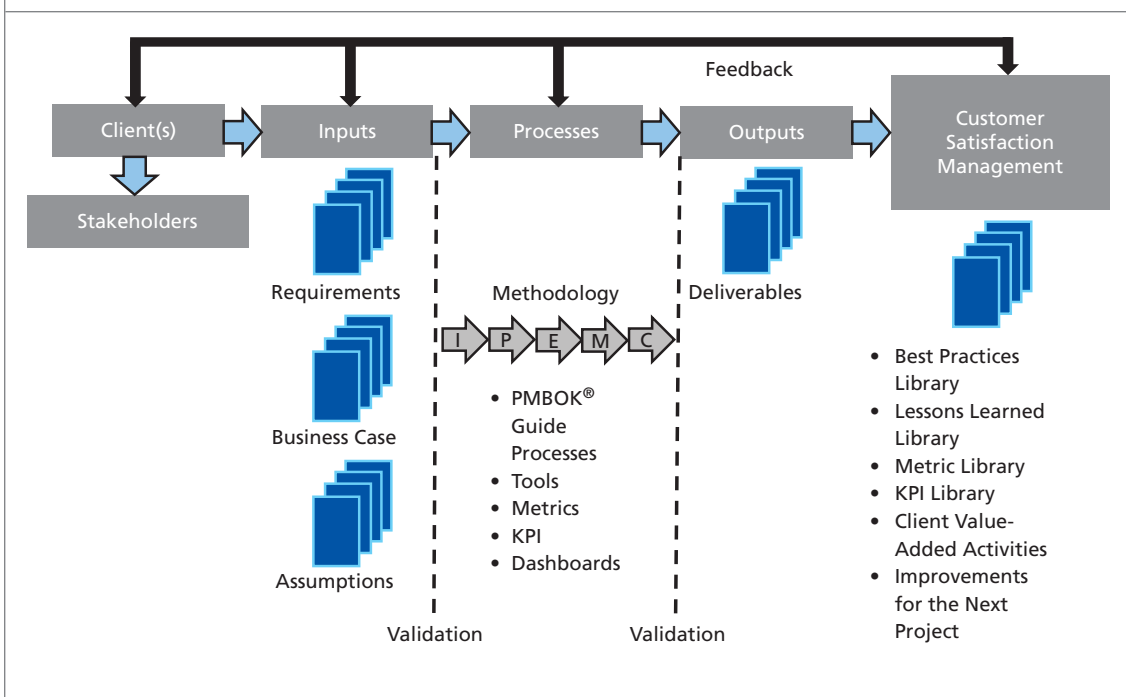 Feedback
Client(s)
Inputs
Processes
Outputs
Customer
Satisfaction
Management
Stakeholders
Requirements
Business Case
Assumptions
Validation
Methodology
I P E M C
• PMBOK®
Guide
Processes
• Tools
• Metrics
• KPI
• Dashboards
Validation
Deliverables
• Best Practices
Library
• Lessons Learned
Library
• Metric Library
• KPI Library
• Client Value-
Added Activities
• Improvements
for the Next
Project